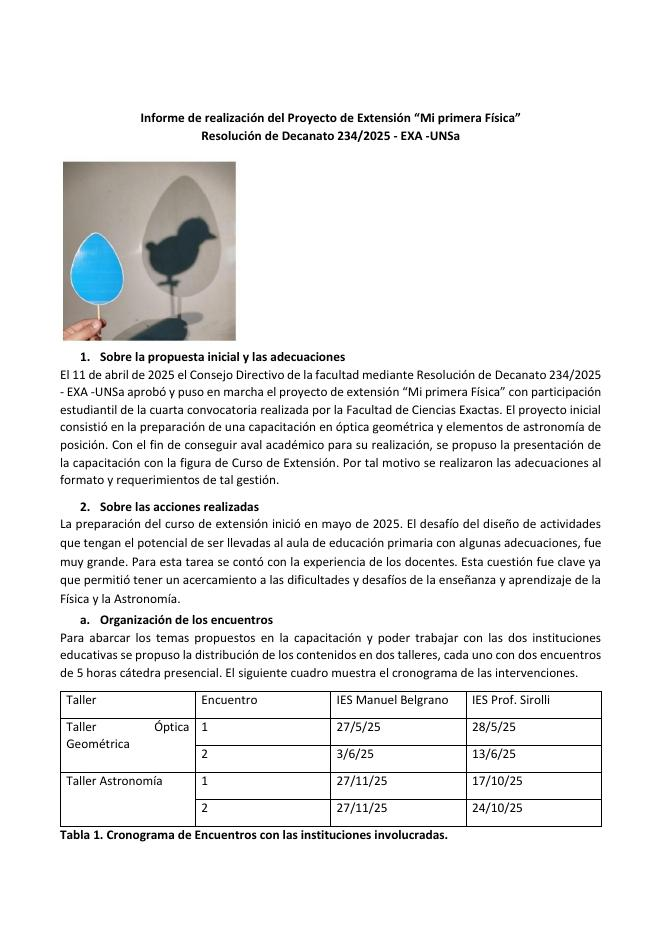 Informe de realización del Proyecto de Extensión “Mi primera Física”
Resolución de Decanato 234/2025 - EXA -UNSa
1. Sobre la propuesta inicial y las adecuaciones
El 11 de abril de 2025 el Consejo Directivo de la facultad mediante Resolución de Decanato 234/2025
- EXA -UNSa aprobó y puso en marcha el proyecto de extensión “Mi primera Física” con participación
estudiantil de la cuarta convocatoria realizada por la Facultad de Ciencias Exactas. El proyecto inicial
consistió en la preparación de una capacitación en óptica geométrica y elementos de astronomía de
posición. Con el fin de conseguir aval académico para su realización, se propuso la presentación de
la capacitación con la figura de Curso de Extensión. Por tal motivo se realizaron las adecuaciones al
formato y requerimientos de tal gestión.
2. Sobre las acciones realizadas
La preparación del curso de extensión inició en mayo de 2025. El desafío del diseño de actividades
que tengan el potencial de ser llevadas al aula de educación primaria con algunas adecuaciones, fue
muy grande. Para esta tarea se contó con la experiencia de los docentes. Esta cuestión fue clave ya
que permitió tener un acercamiento a las dificultades y desafíos de la enseñanza y aprendizaje de la
Física y la Astronomía.
a. Organización de los encuentros
Para abarcar los temas propuestos en la capacitación y poder trabajar con las dos instituciones
educativas se propuso la distribución de los contenidos en dos talleres, cada uno con dos encuentros
de 5 horas cátedra presencial. El siguiente cuadro muestra el cronograma de las intervenciones.
Taller Encuentro IES Manuel Belgrano IES Prof. Sirolli
Taller Óptica Geométrica 1 27/5/25 28/5/25
2 3/6/25 13/6/25
Taller Astronomía 1 27/11/25 17/10/25
2 27/11/25 24/10/25
Tabla 1. Cronograma de Encuentros con las instituciones involucradas.